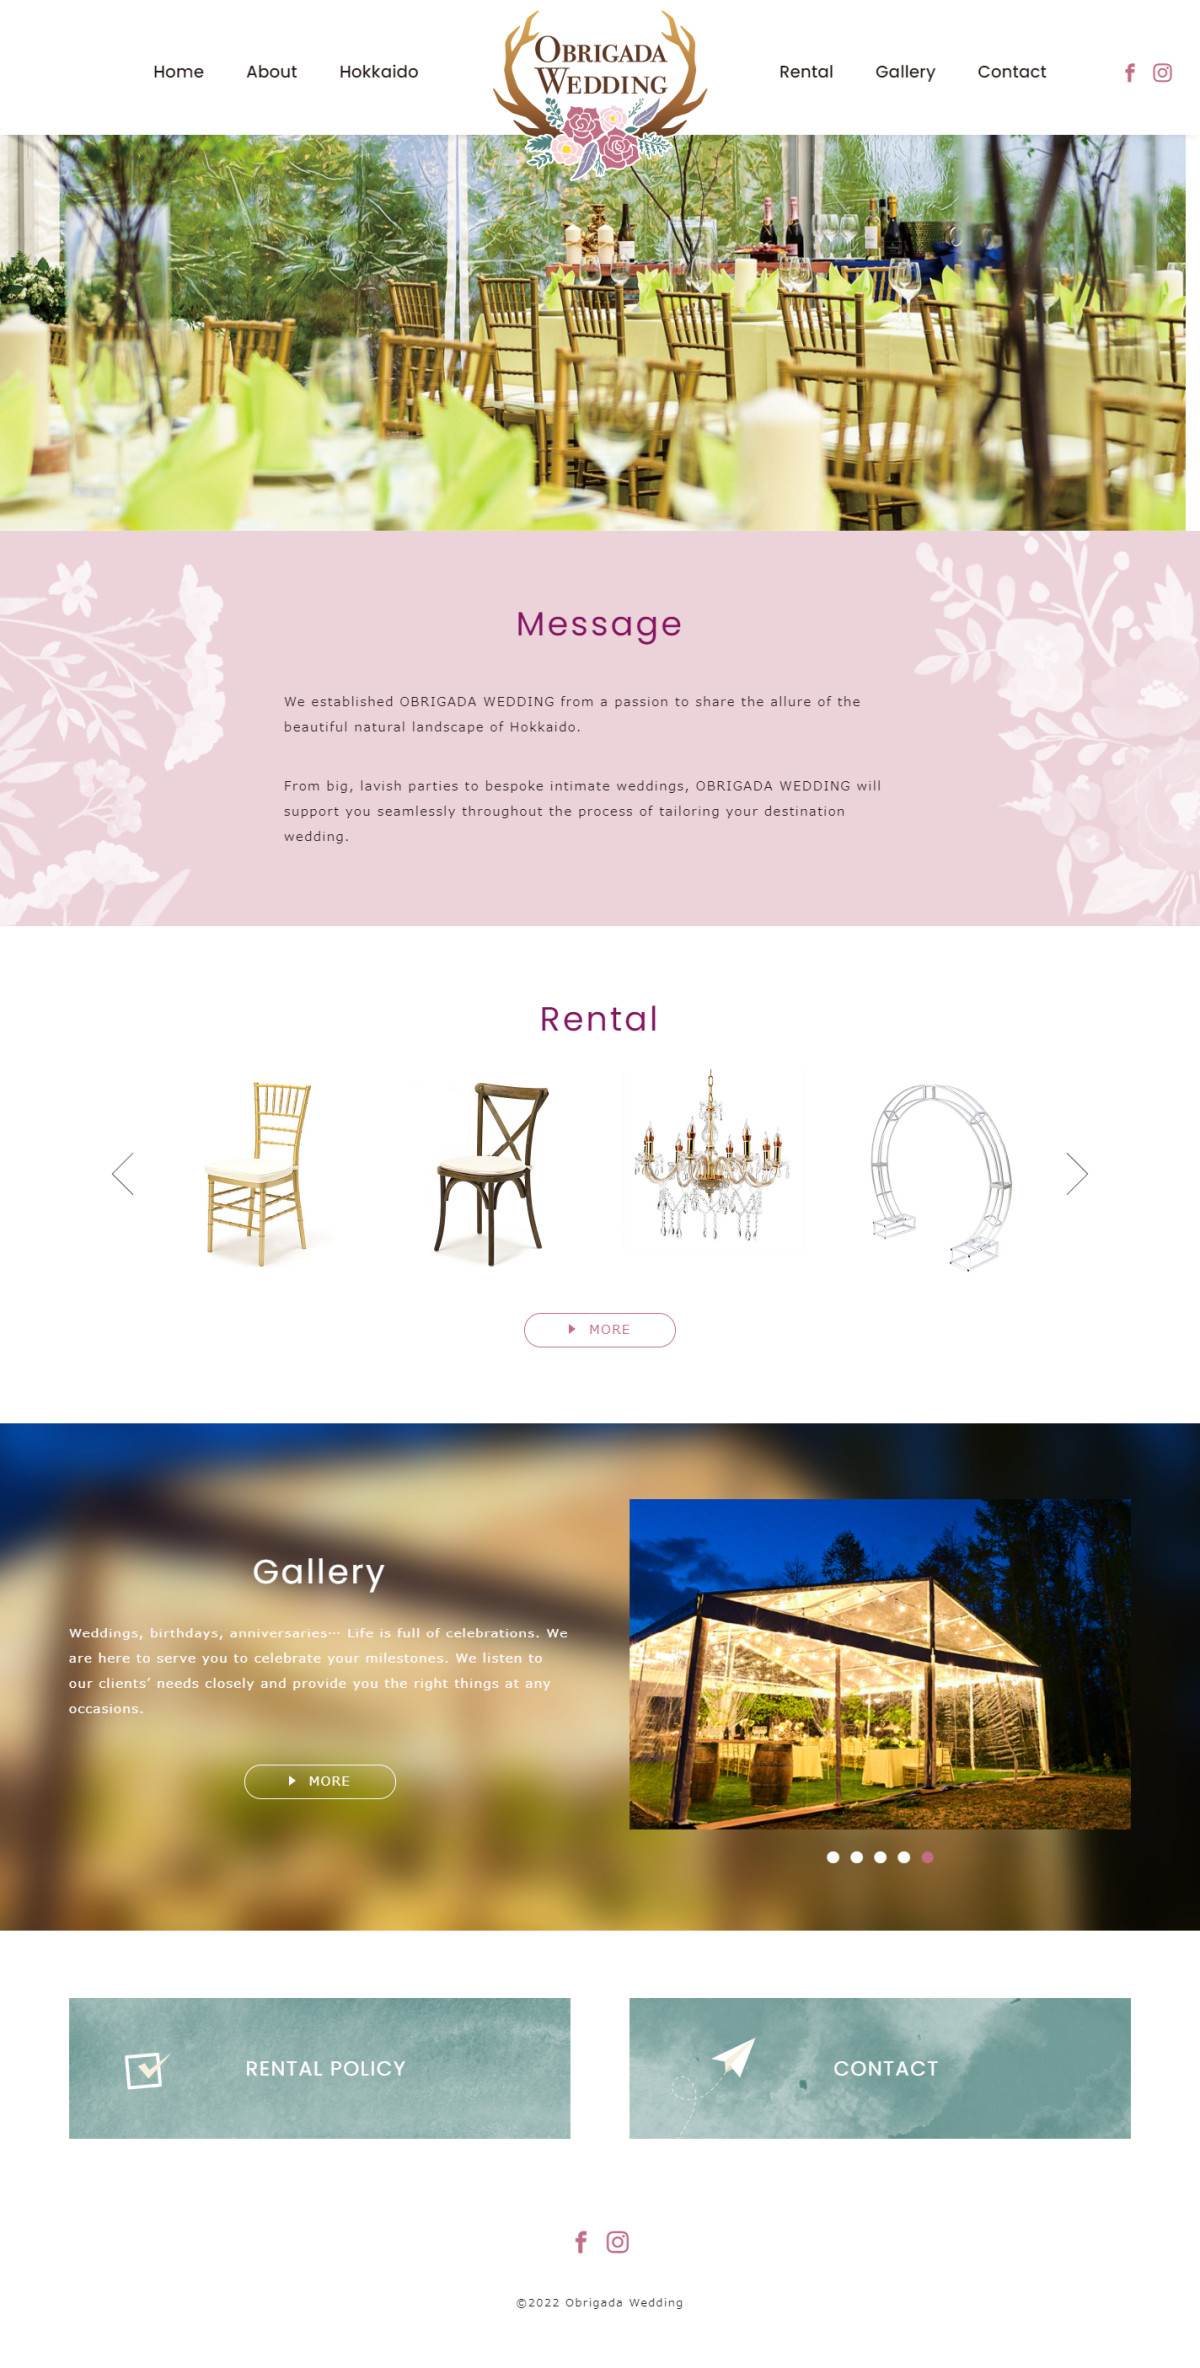 Home
About
Hokkaido
OBRIGADA
WEDDING
Rental
Gallery
Contact
Message
We established OBRIGADA WEDDING from a passion to share the allure of the
beautiful natural landscape of Hokkaido.
From big, lavish parties to bespoke intimate weddings, OBRIGADA WEDDING will
support you seamlessly throughout the process of tailoring your destination
wedding.
Rental
MORE
Gallery
Weddings, birthdays, anniversaries… Life is full of celebrations. We
are here to serve you to celebrate your milestones. We listen to
our clients’ needs closely and provide you the right things at any
occasions.
MORE
RENTAL POLICY
CONTACT
©2022 Obrigada Wedding